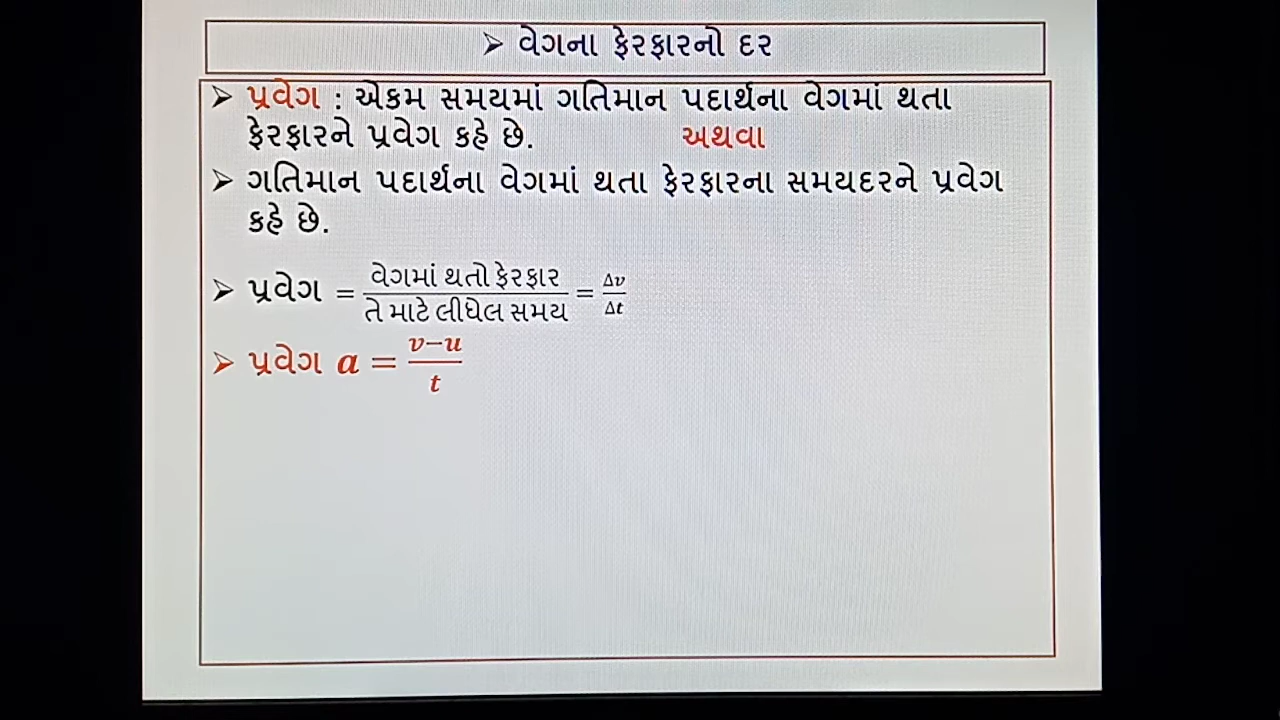 ➢ વેગના ફેરફારનો દર
➢ પ્રવેગ : એકમ સમયમાં ગતિમાન પદાર્થના વેગમાં થતા
ફેરફારને પ્રવેગ કહે છે. અથવા
➢ ગતિમાન પદાર્થના વેગમાં થતા ફેરફારના સમયદરને પ્રવેગ
કહે છે.
➢ પ્રવેગ = વેગમાં થતો ફેરફાર / તે માટે લીધેલ સમય = Δv / Δt
➢ પ્રવેગ a = v−u / t